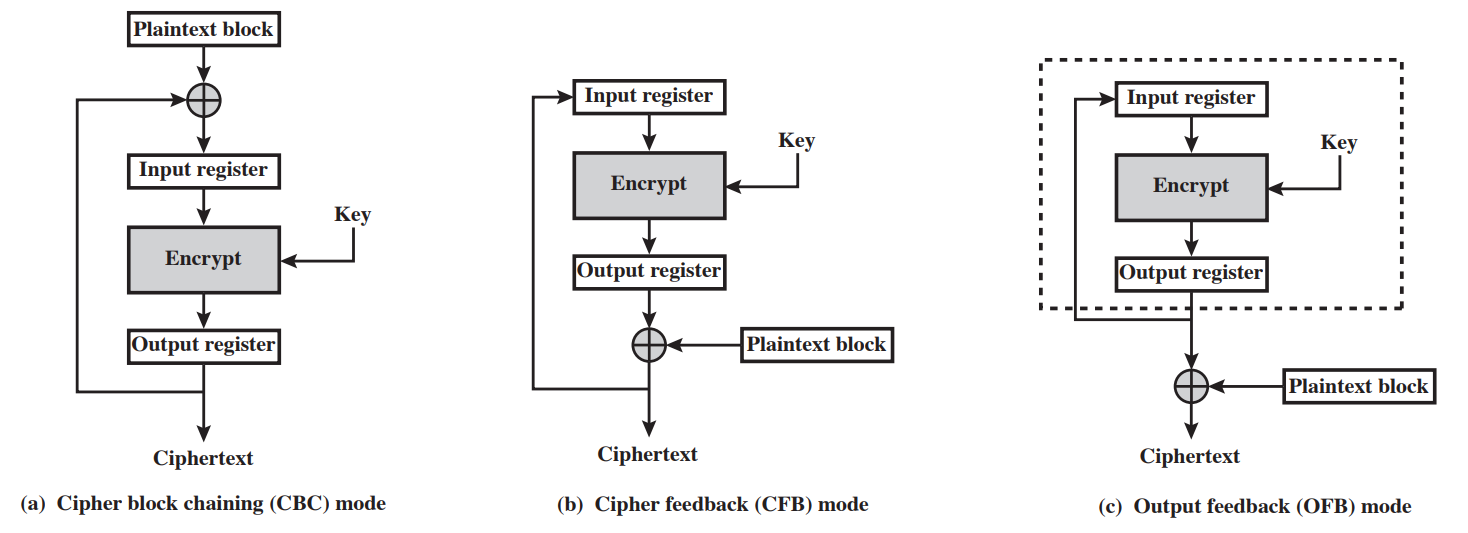 Plaintext block
Input register
Key
Encrypt
Output register
Ciphertext
(a) Cipher block chaining (CBC) mode
Input register
Key
Encrypt
Output register
Plaintext block
Ciphertext
(b) Cipher feedback (CFB) mode
Input register
Key
Encrypt
Output register
Plaintext block
Ciphertext
(c) Output feedback (OFB) mode